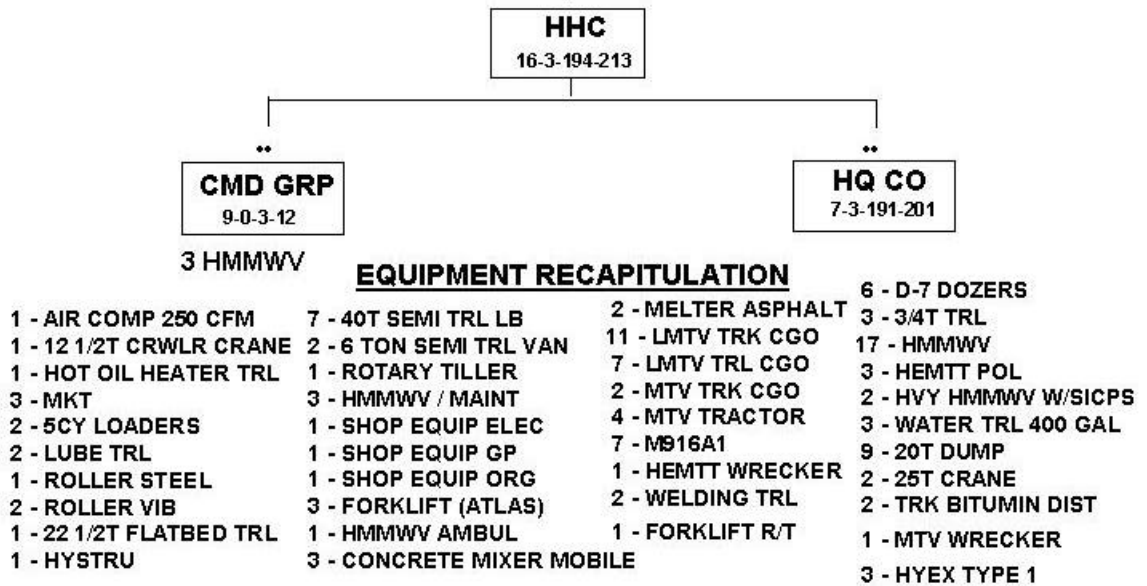 HHC
16-3-194-213
CMD GRP
9-0-3-12
HQ CO
7-3-191-201
3 HMMWV
EQUIPMENT RECAPITULATION
1 - AIR COMP 250 CFM
1 - 12 1/2T CRWLR CRANE
1 - HOT OIL HEATER TRL
3 - MKT
2 - 5CY LOADERS
2 - LUBE TRL
1 - ROLLER STEEL
2 - ROLLER VIB
1 - 22 1/2T FLATBED TRL
1 - HYSTRU
7 - 40T SEMI TRL LB
2 - 6 TON SEMI TRL VAN
1 - ROTARY TILLER
3 - HMMWV / MAINT
1 - SHOP EQUIP ELEC
1 - SHOP EQUIP GP
1 - SHOP EQUIP ORG
3 - FORKLIFT (ATLAS)
1 - HMMWV AMBUL
3 - CONCRETE MIXER MOBILE
2 - MELTER ASPHALT
11 - LMTV TRK CGO
7 - LMTV TRL CGO
2 - MTV TRK CGO
4 - MTV TRACTOR
7 - M916A1
1 - HEMTT WRECKER
2 - WELDING TRL
1 - FORKLIFT R/T
6 - D-7 DOZERS
3 - 3/4T TRL
17 - HMMWV
3 - HEMTT POL
2 - HVY HMMWV W/SICPS
3 - WATER TRL 400 GAL
9 - 20T DUMP
2 - 25T CRANE
2 - TRK BITUMIN DIST
1 - MTV WRECKER
3 - HYEX TYPE 1